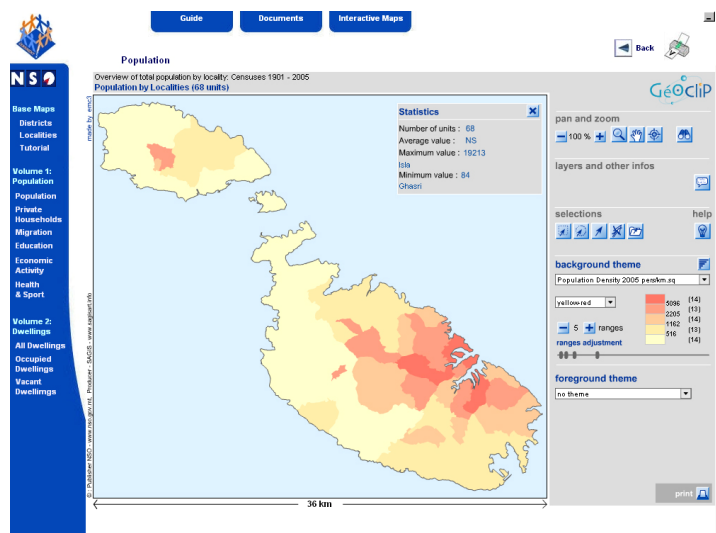 Guide
Documents
Interactive Maps
Back
Population
NSO
Overview of total population by locality: Censuses 1901 - 2005
Population by Localities (68 units)
GéOcliP
Base Maps
Districts
Localities
Tutorial
Volume 1:
Population
Population
Private
Households
Migration
Education
Economic
Activity
Health
& Sport
Volume 2:
Dwellings
All Dwellings
Occupied
Dwellings
Vacant
Dwellimgs
made by emc3
© : Publisher NSO - www.nso.gov.mt, Producer - SAGIS - www.sagisart.info
Statistics
Number of units : 68
Average value : NS
Maximum value : 19213
Isla
Minimum value : 84
Ghasri
36 km
pan and zoom
100 %
layers and other infos
selections
help
background theme
Population Density 2005 pers/km.sq
yellow-red
5096 (14)
2205 (13)
1162 (14)
516 (13)
(14)
5 ranges
ranges adjustment
foreground theme
no theme
print